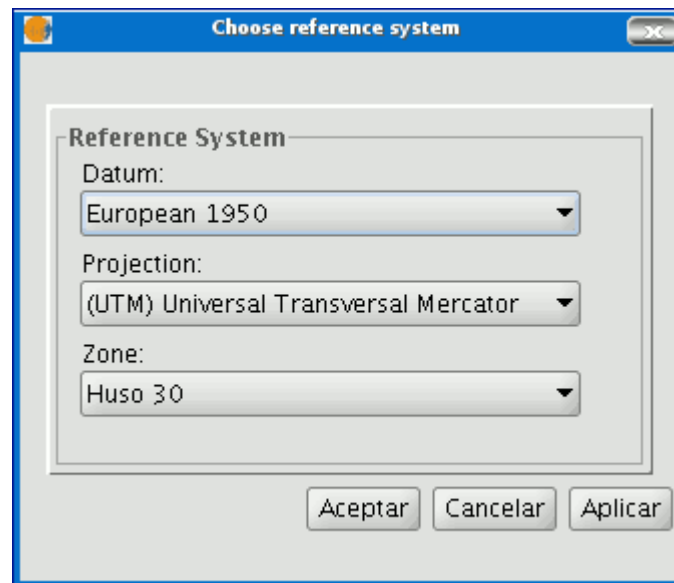 Choose reference system
Reference System
Datum:
European 1950
Projection:
(UTM) Universal Transversal Mercator
Zone:
Huso 30
Aceptar Cancelar Aplicar